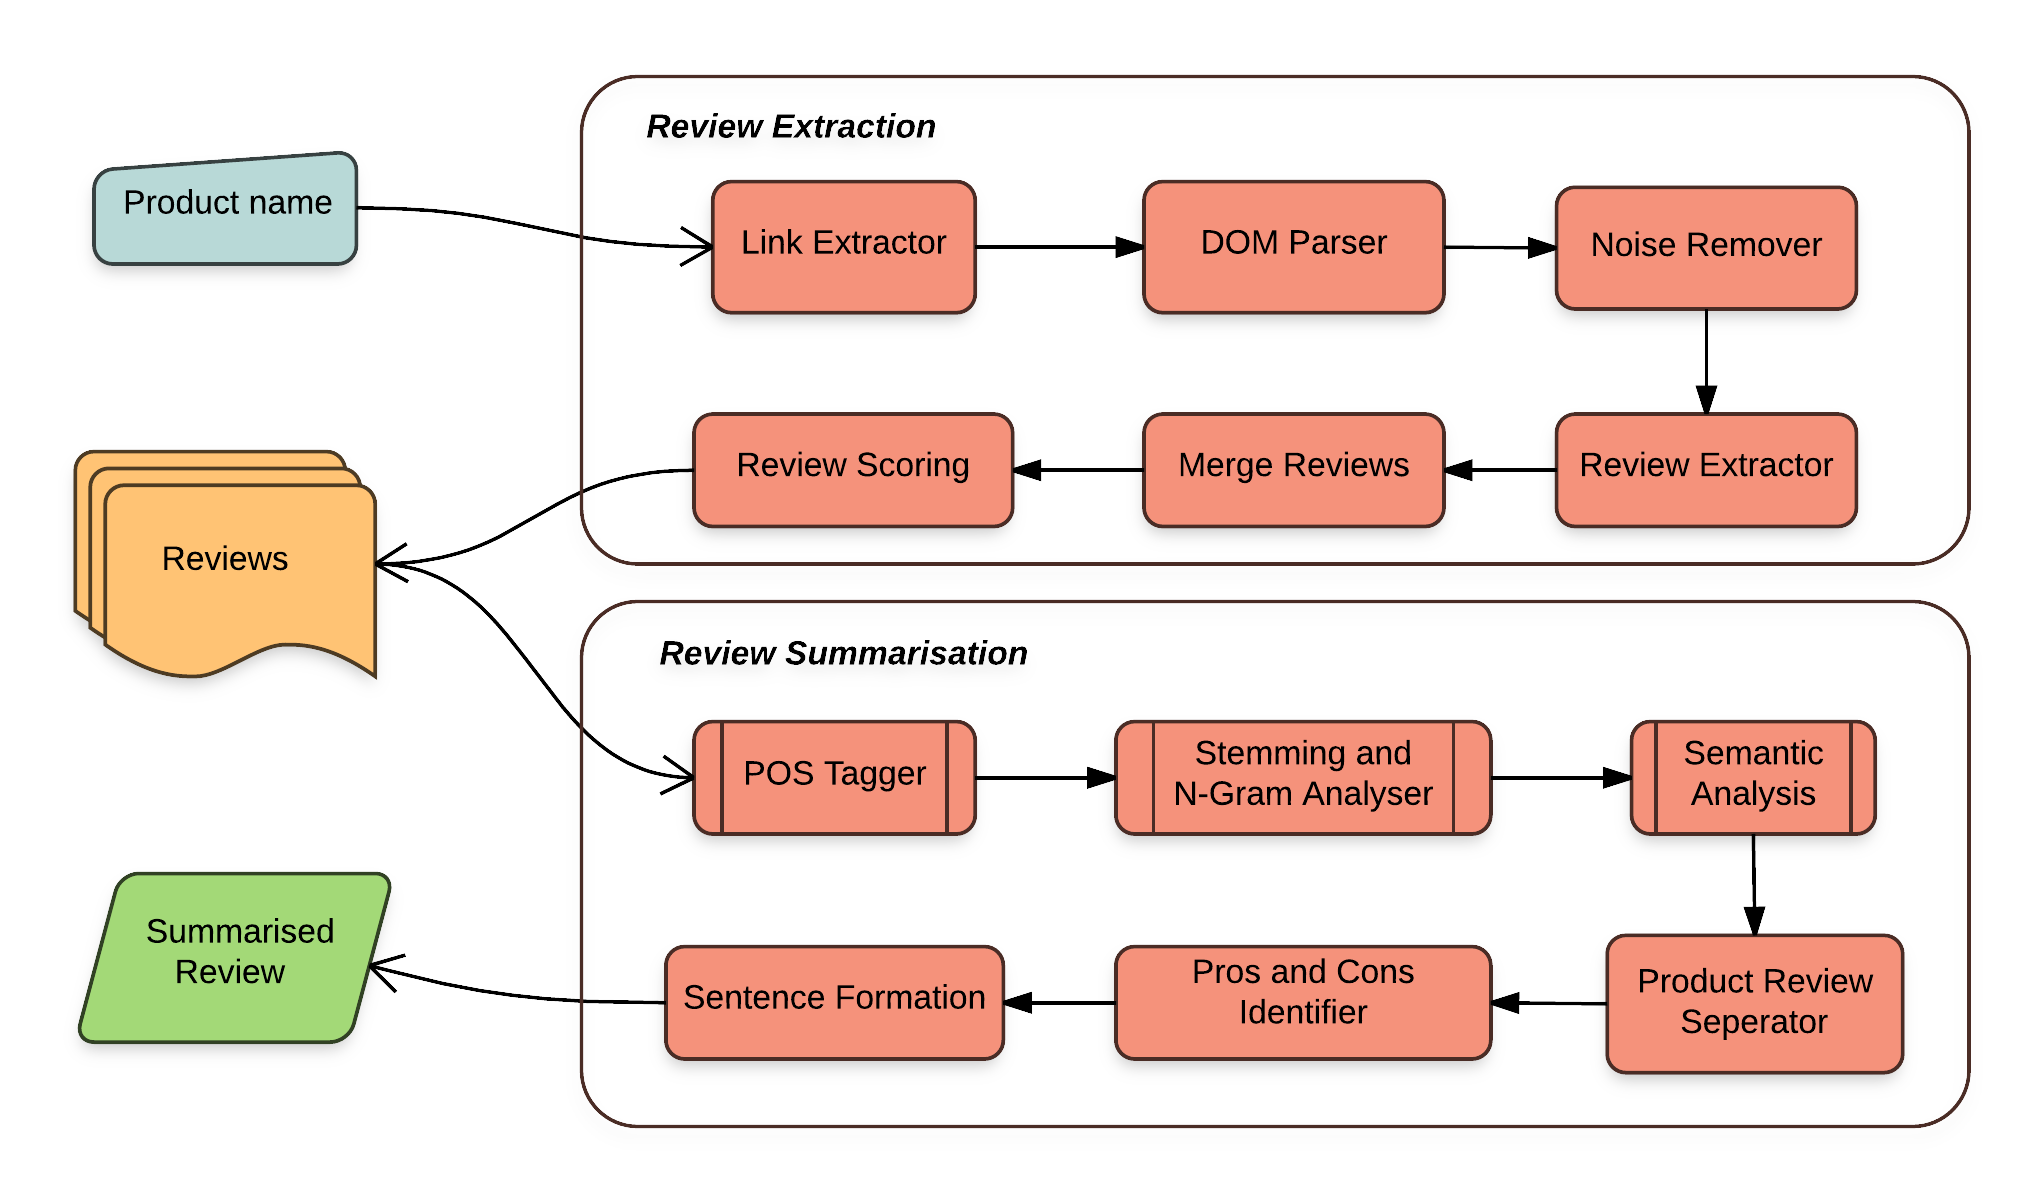 Review Extraction
Product name
Link Extractor
DOM Parser
Noise Remover
Review Scoring
Merge Reviews
Review Extractor
Reviews
Review Summarisation
POS Tagger
Stemming and
N-Gram Analyser
Semantic
Analysis
Summarised
Review
Sentence Formation
Pros and Cons
Identifier
Product Review
Seperator